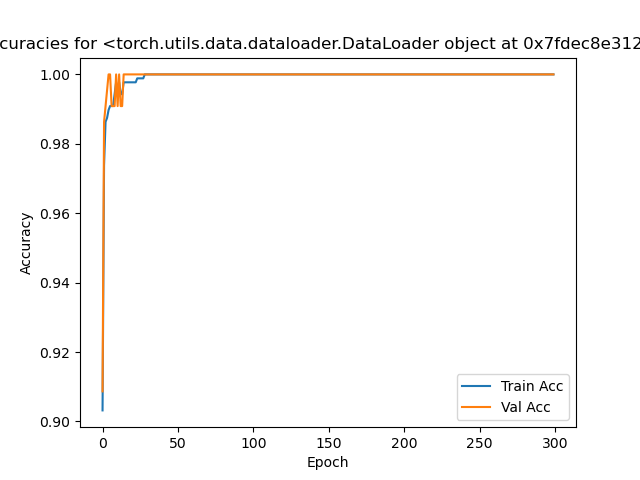 curacies for <torch.utils.data.dataloader.DataLoader object at 0x7fdec8e312
1.00
0.98
0.96
0.94
0.92
0.90
Accuracy
0
50
100
150
200
250
300
Epoch
Train Acc
Val Acc